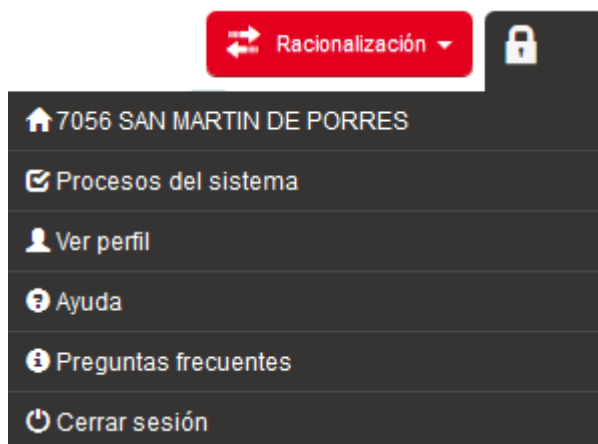 Racionalización
7056 SAN MARTIN DE PORRES
Procesos del sistema
Ver perfil
Ayuda
Preguntas frecuentes
Cerrar sesión